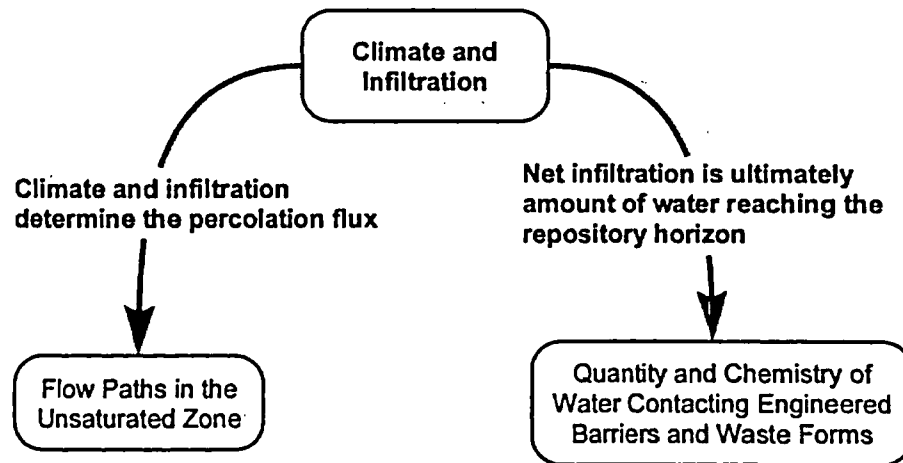 Climate and
Infiltration
Climate and infiltration
determine the percolation flux
Net infiltration is ultimately
amount of water reaching the
repository horizon
Flow Paths in the
Unsaturated Zone
Quantity and Chemistry of
Water Contacting Engineered
Barriers and Waste Forms